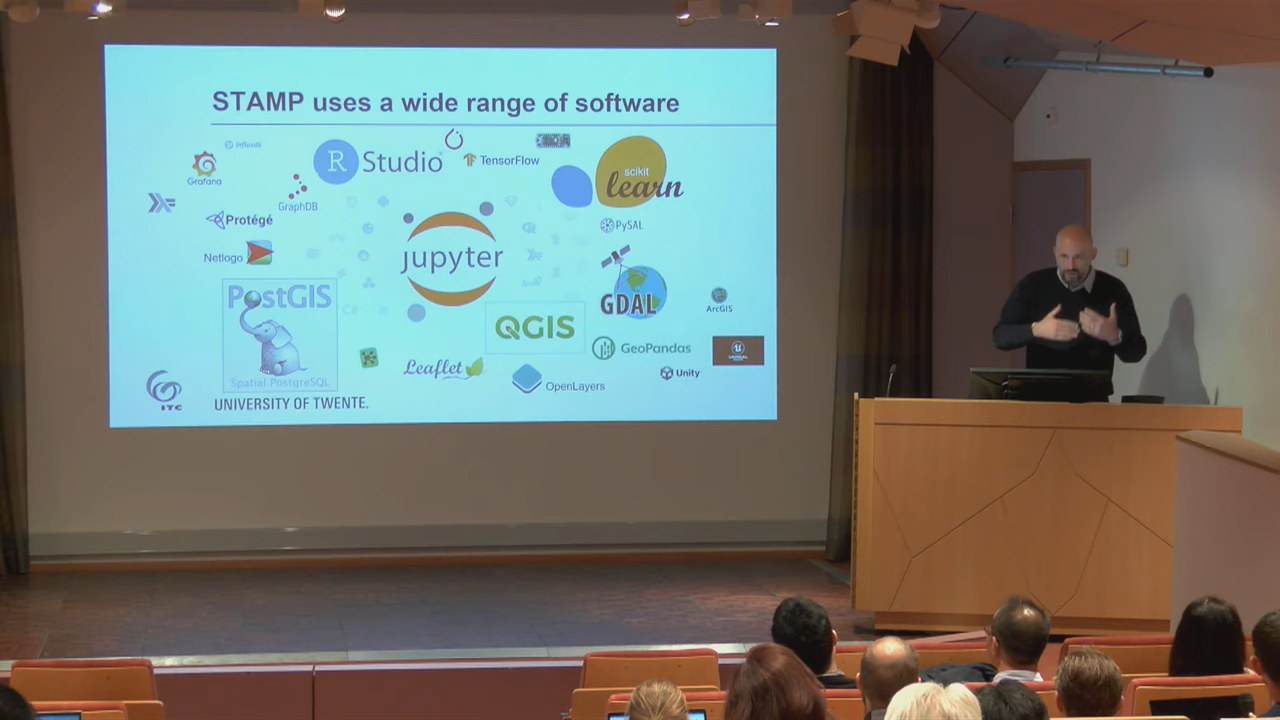 STAMP uses a wide range of software
influxdb
Grafana
R Studio
TensorFlow
scikit
learn
GraphDB
Protégé
PySAL
Netlogo
jupyter
PostGIS
Spatial PostgreSQL
GDAL
ArcGIS
QGIS
GeoPandas
Leaflet
Unity
OpenLayers
ITC
UNIVERSITY OF TWENTE.